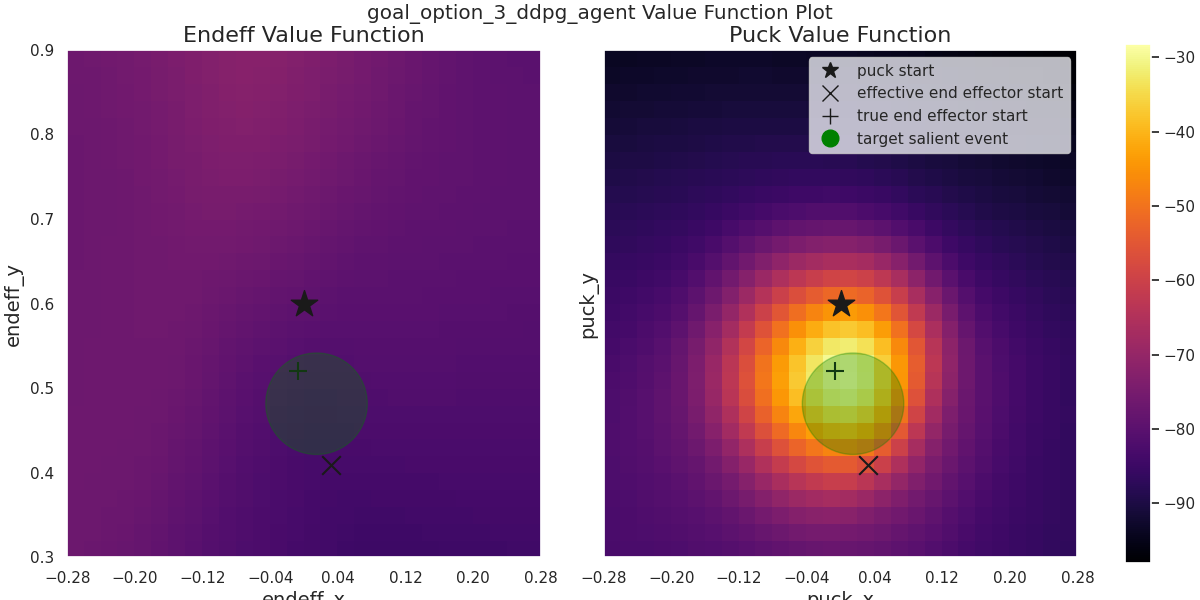 goal_option_3_ddpg_agent Value Function Plot
Endeff Value Function
Puck Value Function
endeff_y
0.9
0.8
0.7
0.6
0.5
0.4
0.3
−0.28 −0.20 −0.12 −0.04 0.04 0.12 0.20 0.28
endeff_x
puck_y
puck start
effective end effector start
true end effector start
target salient event
−0.28 −0.20 −0.12 −0.04 0.04 0.12 0.20 0.28
puck_x
−30
−40
−50
−60
−70
−80
−90